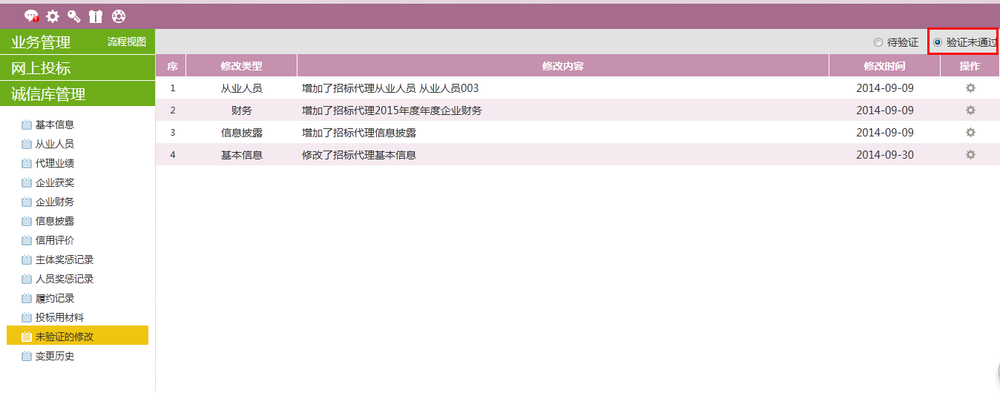 业务管理 流程视图
网上投标
诚信库管理
基本信息
从业人员
代理业绩
企业获奖
企业财务
信息披露
信用评价
主体奖惩记录
人员奖惩记录
履约记录
投标用材料
未验证的修改
变更历史
待验证 验证未通过
序 修改类型 修改内容 修改时间 操作
1 从业人员 增加了招标代理从业人员 从业人员003 2014-09-09
2 财务 增加了招标代理2015年度年度企业财务 2014-09-09
3 信息披露 增加了招标代理信息披露 2014-09-09
4 基本信息 修改了招标代理基本信息 2014-09-30